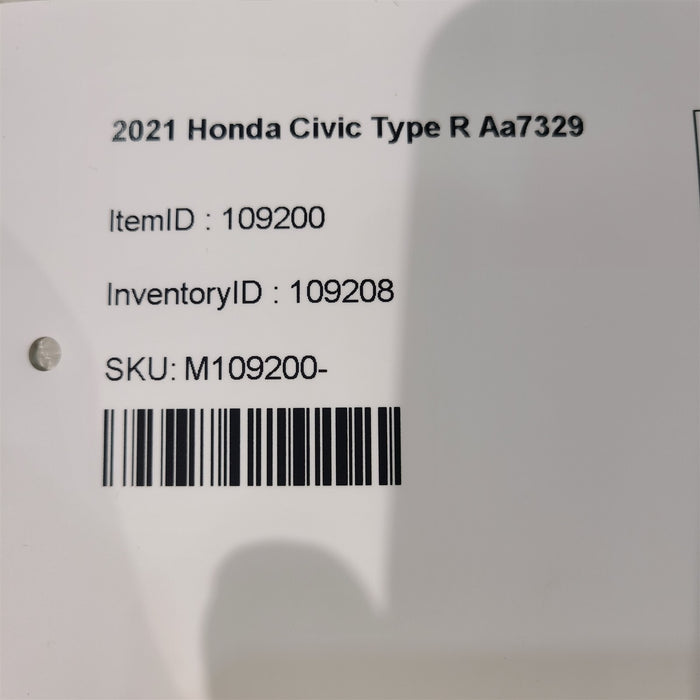 2021 Honda Civic Type R Aa7329
ItemID : 109200
InventoryID : 109208
SKU: M109200-